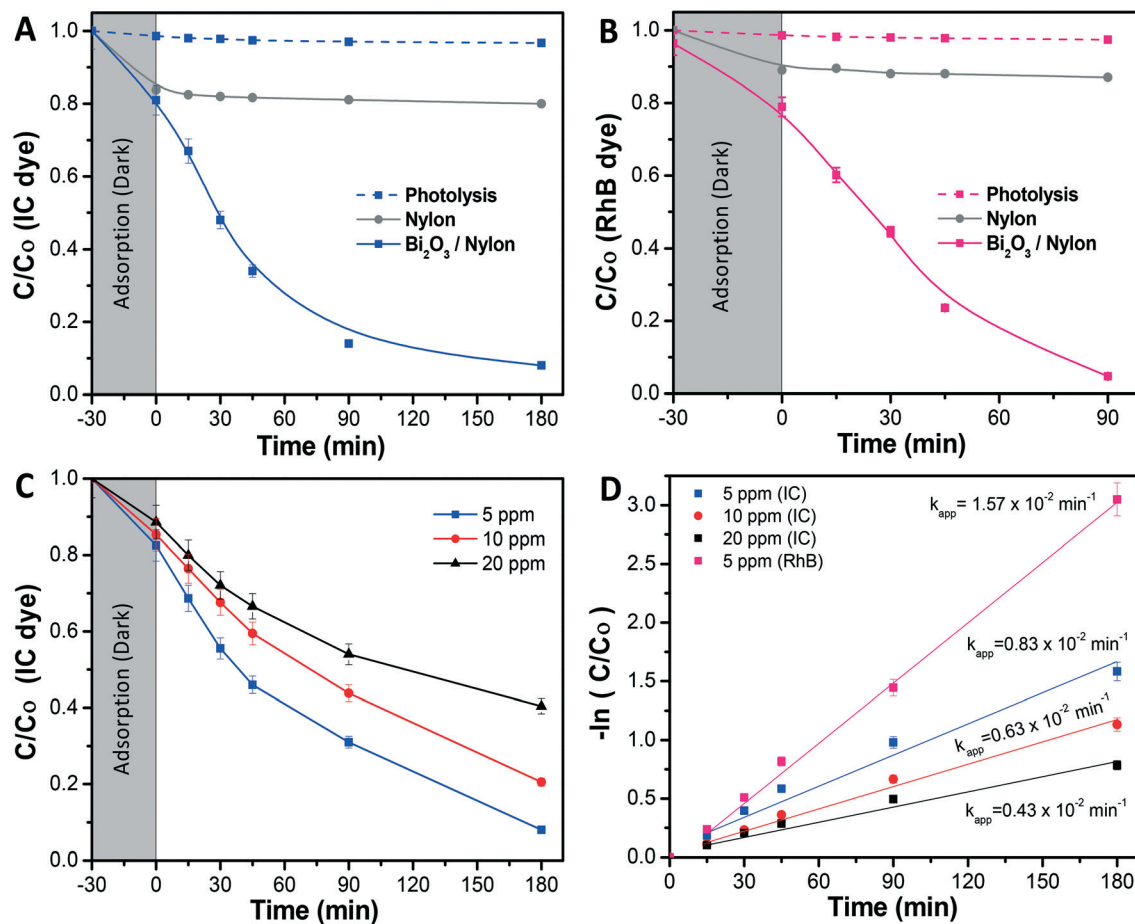 A
C/Co (IC dye)
1.0
0.8
0.6
0.4
0.2
0.0
Adsorption (Dark)
Photolysis
Nylon
Bi₂O₃ / Nylon
-30 0 30 60 90 120 150 180
Time (min)
B
C/Co (RhB dye)
1.0
0.8
0.6
0.4
0.2
0.0
Adsorption (Dark)
Photolysis
Nylon
Bi₂O₃ / Nylon
-30 0 30 60 90
Time (min)
C
C/Co (IC dye)
1.0
0.8
0.6
0.4
0.2
0.0
Adsorption (Dark)
5 ppm
10 ppm
20 ppm
-30 0 30 60 90 120 150 180
Time (min)
D
-ln ( C/Co )
3.0
2.5
2.0
1.5
1.0
0.5
0.0
5 ppm (IC)
10 ppm (IC)
20 ppm (IC)
5 ppm (RhB)
kapp= 1.57 x 10⁻² min⁻¹
kapp=0.83 x 10⁻² min⁻¹
kapp=0.63 x 10⁻² min⁻¹
kapp=0.43 x 10⁻² min⁻¹
0 30 60 90 120 150 180
Time (min)